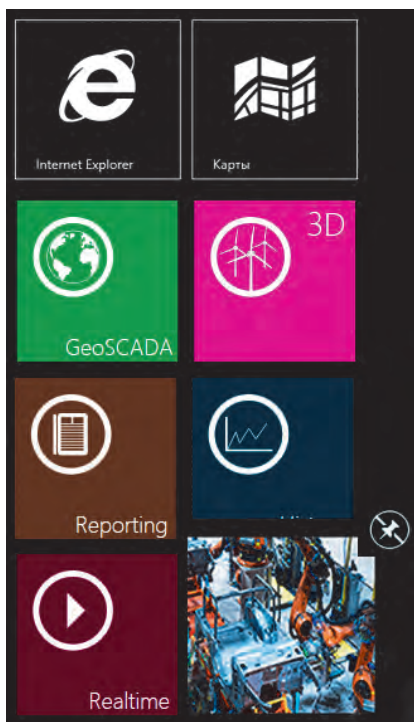 Internet Explorer
Карты
3D
GeoSCADA
Reporting
Realtime